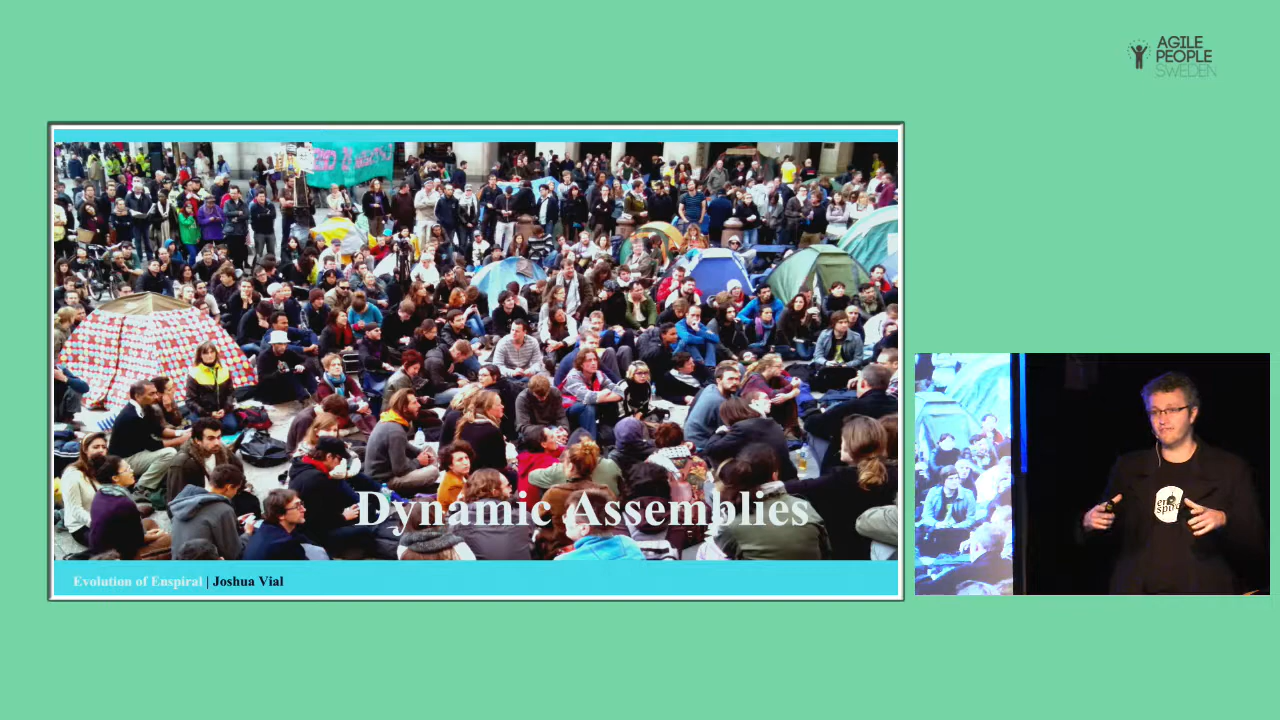 AGILE
PEOPLE
SWEDEN
Dynamic Assemblies
Evolution of Enspiral | Joshua Vial